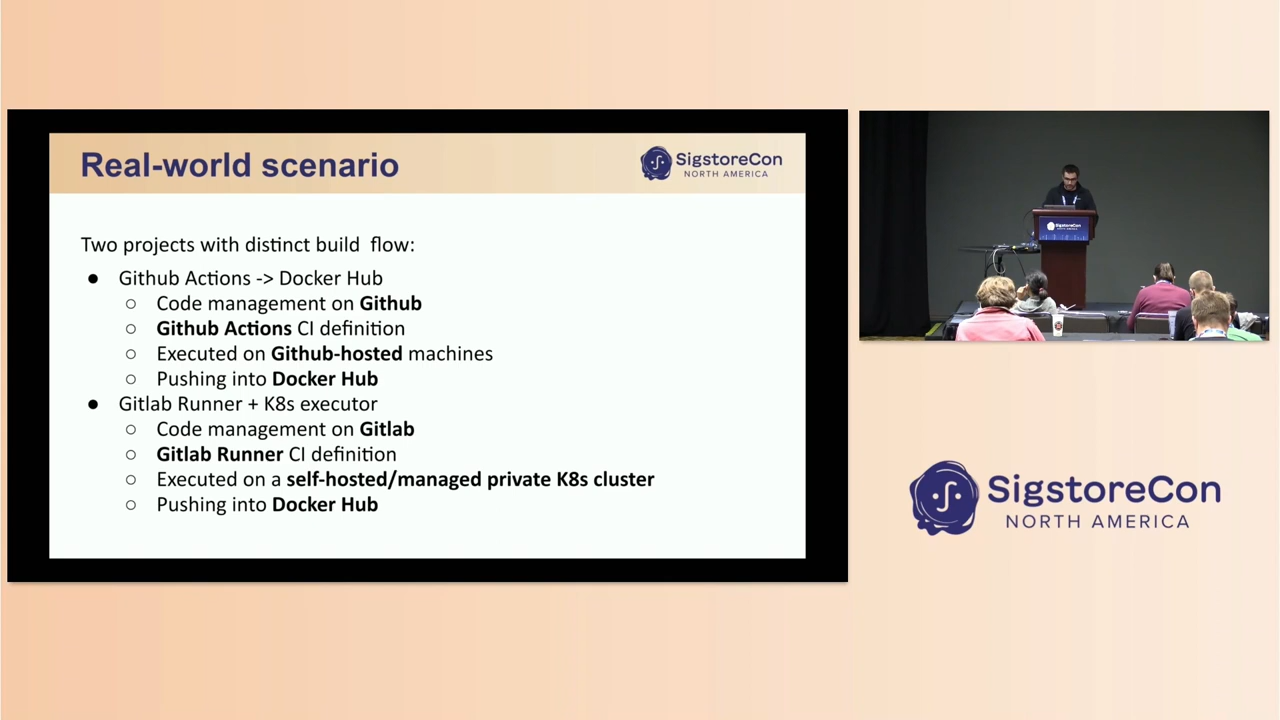 Real-world scenario
SigstoreCon
NORTH AMERICA
Two projects with distinct build  flow:
● Github Actions -> Docker Hub
○ Code management on Github
○ Github Actions CI definition
○ Executed on Github-hosted machines
○ Pushing into Docker Hub
● Gitlab Runner + K8s executor
○ Code management on Gitlab
○ Gitlab Runner CI definition
○ Executed on a self-hosted/managed private K8s cluster
○ Pushing into Docker Hub
SigstoreCon
SigstoreCon
NORTH AMERICA